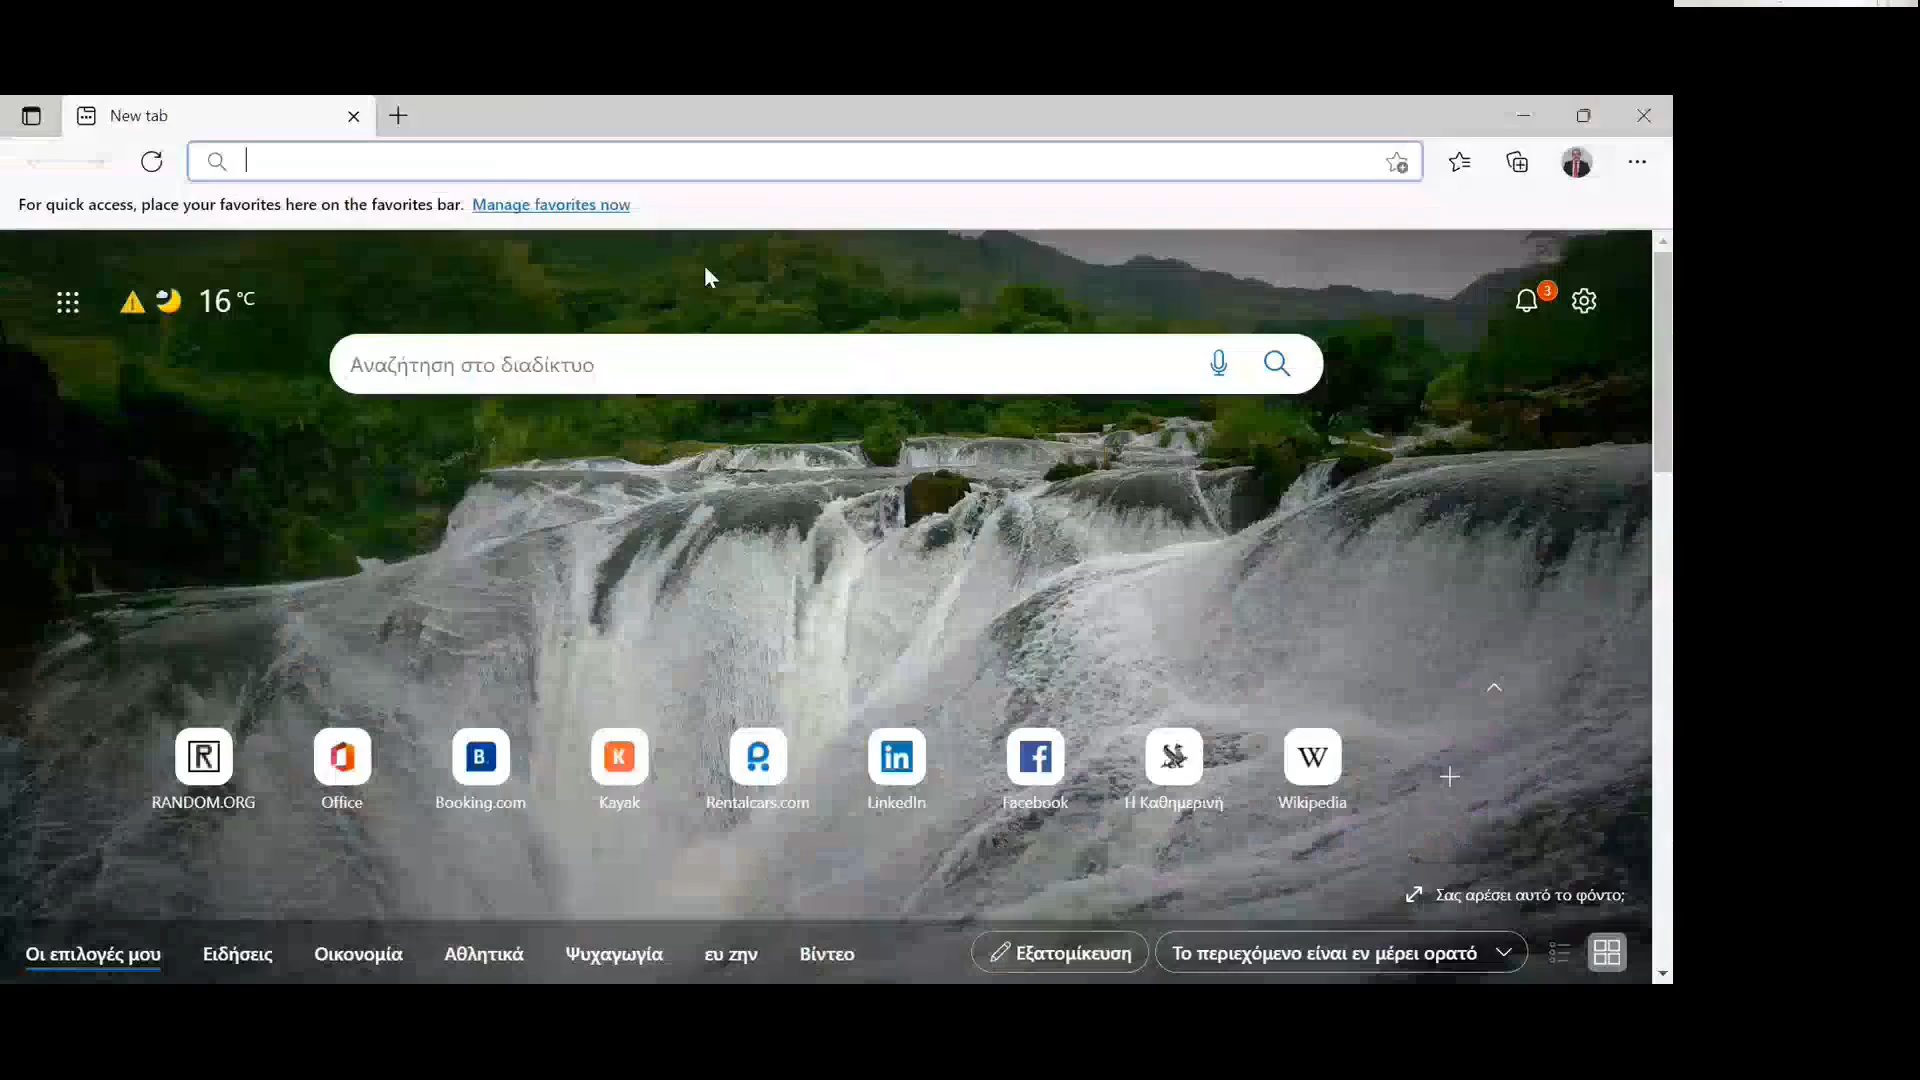 New tab
For quick access, place your favorites here on the favorites bar. Manage favorites now
16 °C
3
Αναζήτηση στο διαδίκτυο
R
B.
K
in
f
W
RANDOM.ORG
Office
Booking.com
Kayak
Rentalcars.com
LinkedIn
Facebook
Η Καθημερινή
Wikipedia
Σας αρέσει αυτό το φόντο;
Οι επιλογές μου
Ειδήσεις
Οικονομία
Αθλητικά
Ψυχαγωγία
ευ ζην
Βίντεο
Εξατομίκευση
Το περιεχόμενο είναι εν μέρει ορατό